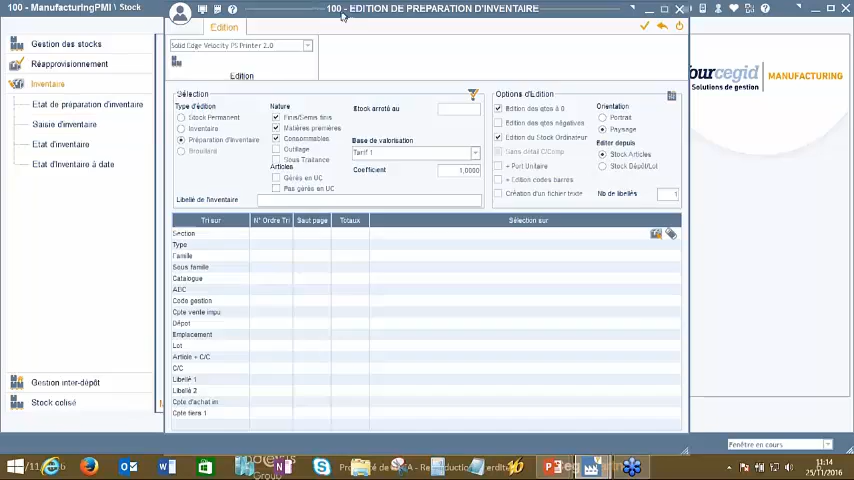 100 - ManufacturingPMI \ Stock
100 - EDITION DE PREPARATION D'INVENTAIRE
Gestion des stocks
Réapprovisionnement
Inventaire
Etat de préparation d'inventaire
Saisie d'inventaire
Etat d'inventaire
Etat d'inventaire à date
Gestion inter-dépôt
Stock colisé
Edition
Solid Edge Velocity PS Printer 2.0
Edition
Sélection
Type d'édition
Stock Permanent
Inventaire
Préparation d'inventaire
Brouillard
Nature
Finis/Semis finis
Matières premières
Consommables
Outillage
Sous Traitance
Articles
Gérés en UC
Pas gérés en UC
Stock arrêté au
Base de valorisation
Tarif 1
Coefficient
1,0000
Libellé de l'inventaire
Options d'Edition
Edition des qtés à 0
Edition des qtés négatives
Edition du Stock Ordinateur
Sans détail C/Comp
+ Port Unitaire
+ Edition codes barres
Création d'un fichier texte
Orientation
Portrait
Paysage
Editer depuis
Stock Articles
Stock Dépôt/Lot
Nb de libellés
1
Tri sur
N° Ordre Tri
Saut page
Totaux
Sélection sur
Section
Type
Famille
Sous famille
Catalogue
ABC
Code gestion
Cpte vente impu
Dépôt
Emplacement
Lot
Article + C/C
C/C
Libellé 1
Libellé 2
Cpte d'achat im
Cpte tiers 1
yourcegid
Solutions de gestion
MANUFACTURING
Fenêtre en cours
Group
11:14
25/11/2016